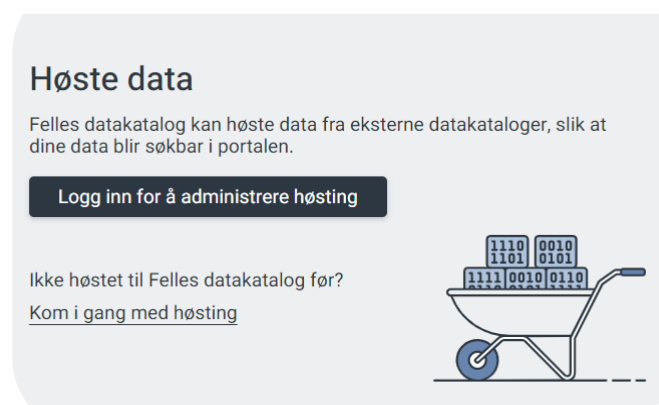 Høste data
Felles datakatalog kan høste data fra eksterne datakataloger, slik at
dine data blir søkbar i portalen.
Logg inn for å administrere høsting
1110 0010
1101 0101
1111 0010 0110
Ikke høstet til Felles datakatalog før?
Kom i gang med høsting